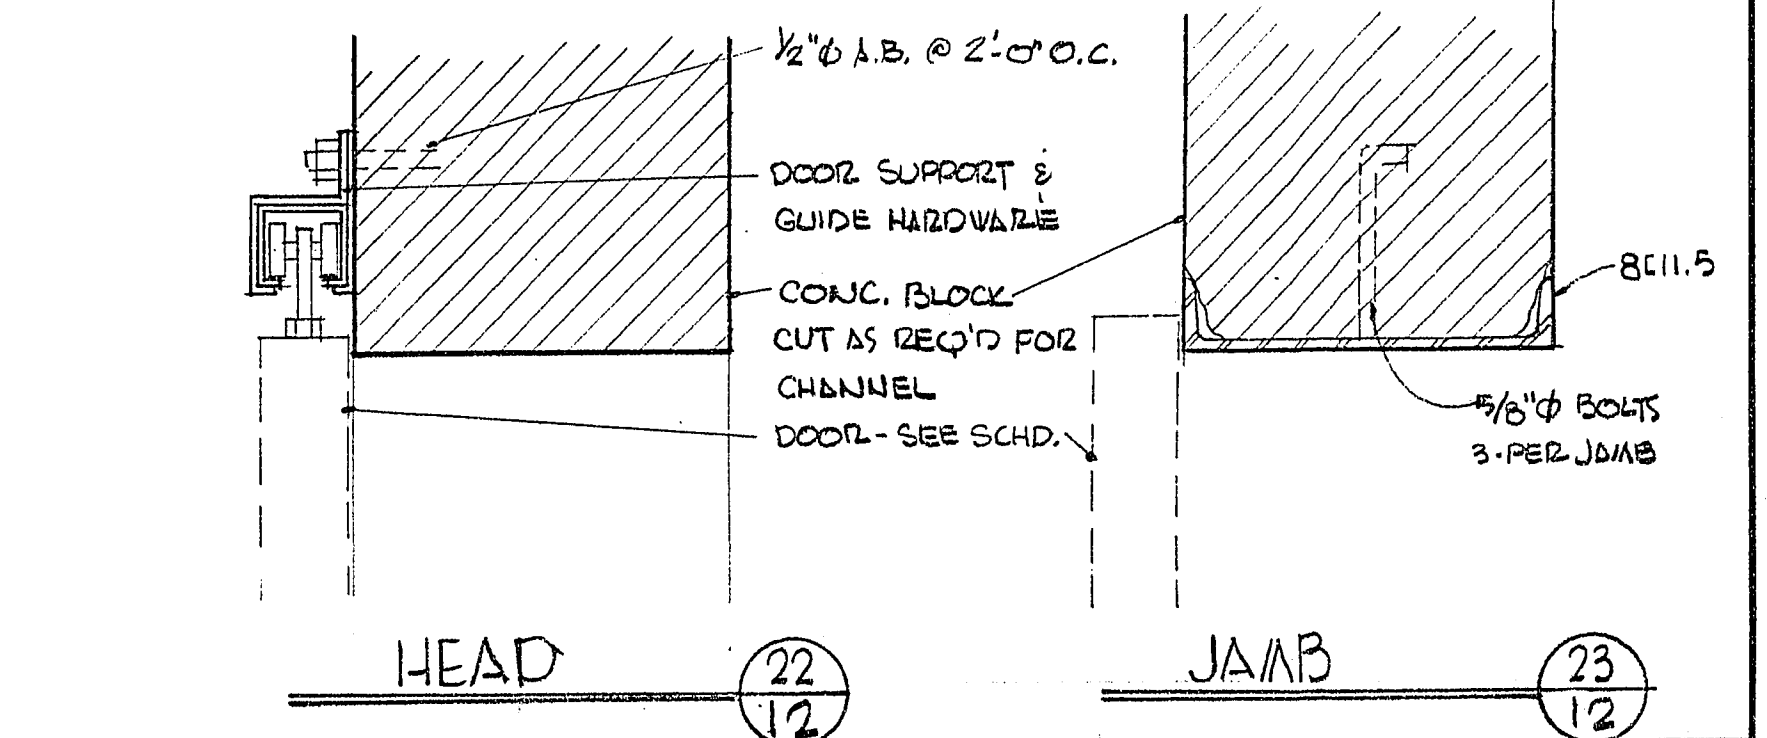 1/2"φ A.B. @ 2'-0" O.C.
DOOR SUPPORT &
GUIDE HARDWARE
CONC. BLOCK
CUT AS REQ'D FOR
CHANNEL
DOOR - SEE SCHD.
8[11.5
5/8"φ BOLTS
3-PER JAMB
HEAD
22
12
JAMB
23
12